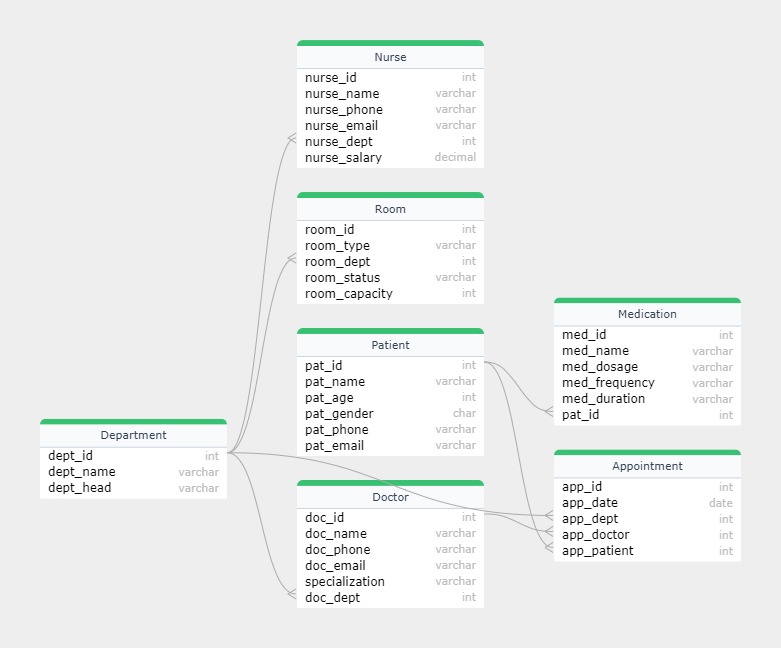 Nurse
nurse_id int
nurse_name varchar
nurse_phone varchar
nurse_email varchar
nurse_dept int
nurse_salary decimal
Room
room_id int
room_type varchar
room_dept int
room_status varchar
room_capacity int
Patient
pat_id int
pat_name varchar
pat_age int
pat_gender char
pat_phone varchar
pat_email varchar
Medication
med_id int
med_name varchar
med_dosage varchar
med_frequency varchar
med_duration varchar
pat_id int
Department
dept_id int
dept_name varchar
dept_head varchar
Doctor
doc_id int
doc_name varchar
doc_phone varchar
doc_email varchar
specialization varchar
doc_dept int
Appointment
app_id int
app_date date
app_dept int
app_doctor int
app_patient int